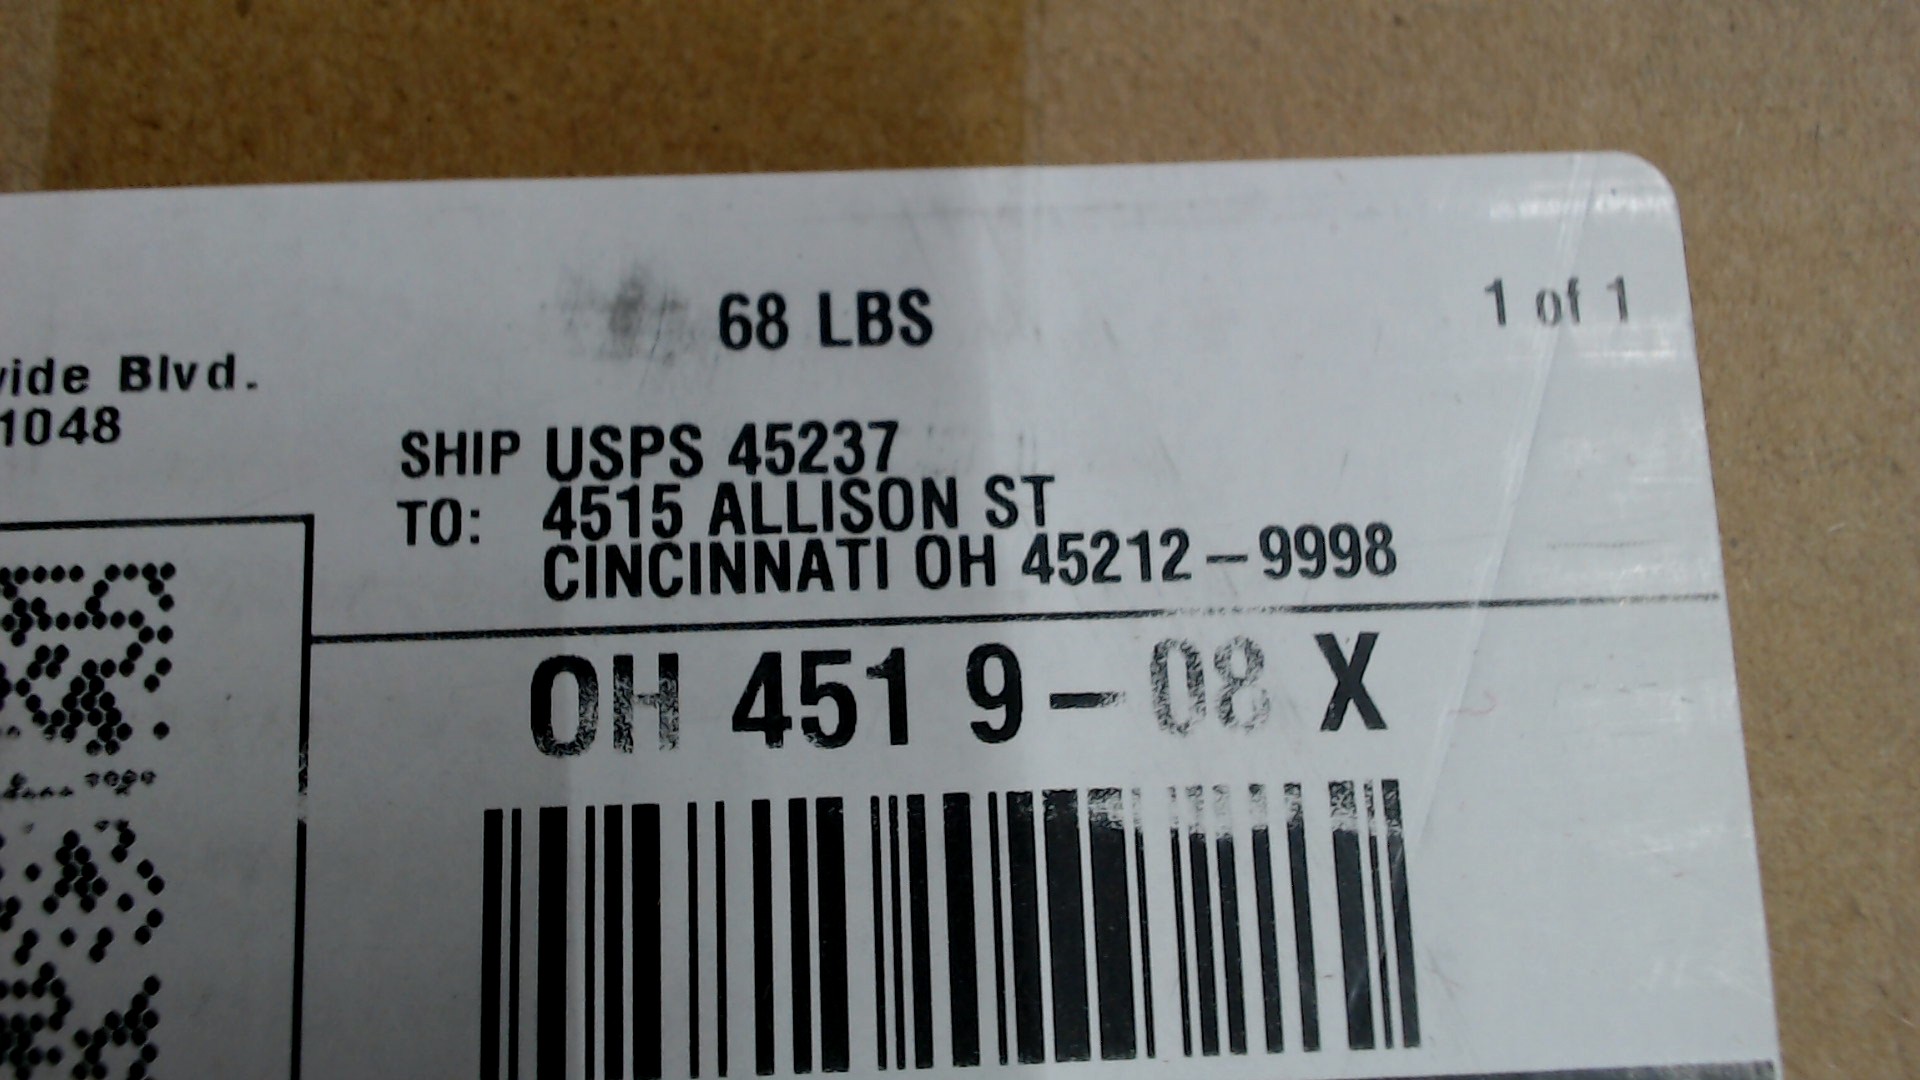 68 LBS
1 of 1
Blvd.
1048
SHIP TO:
USPS 45237
4515 ALLISON ST
CINCINNATI OH 45212-9998
OH 451 9-08 X